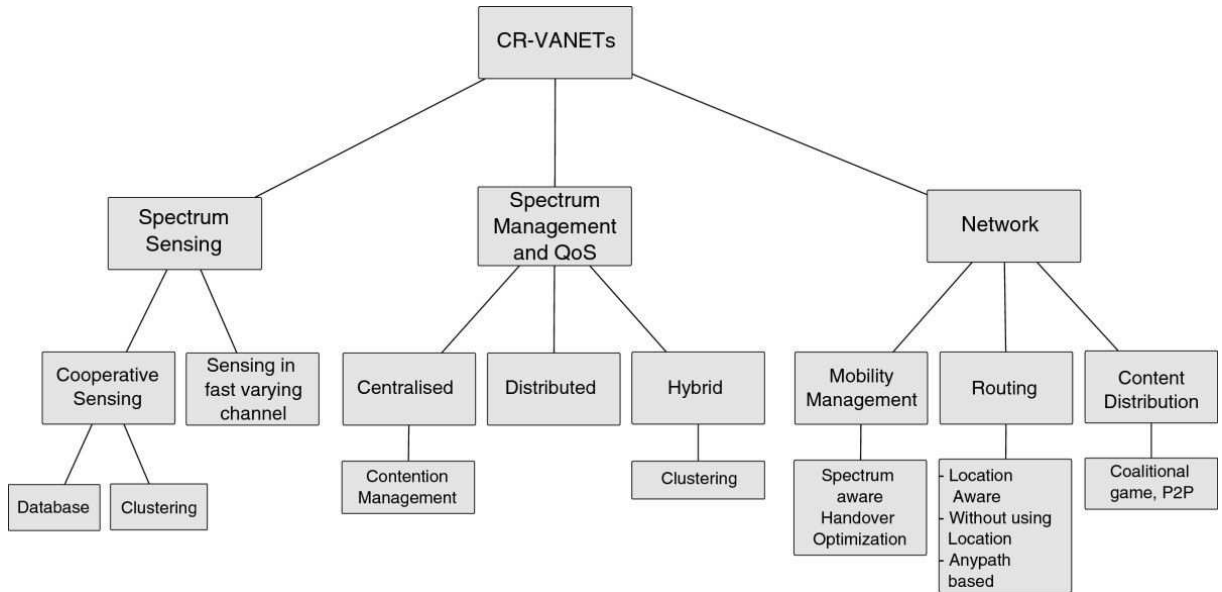 CR-VANETs
Spectrum
Sensing
Spectrum
Management
and QoS
Network
Cooperative
Sensing
Sensing in
fast varying
channel
Centralised
Distributed
Hybrid
Mobility
Management
Routing
Content
Distribution
Database
Clustering
Contention
Management
Clustering
Spectrum
aware
Handover
Optimization
- Location
Aware
- Without using
Location
- Anypath
based
Coalitional
game, P2P